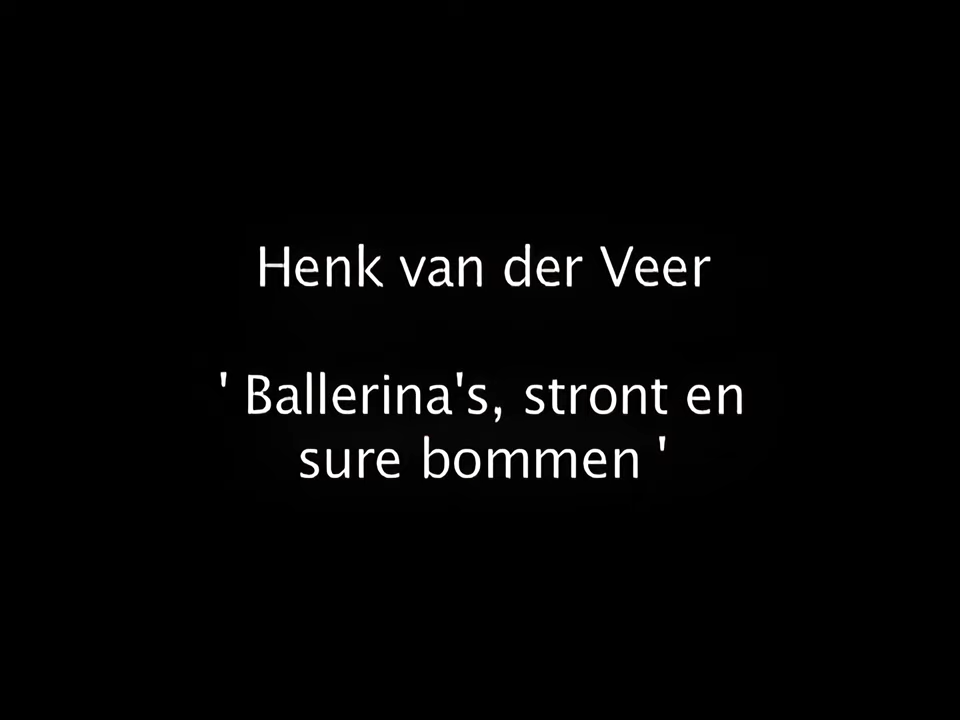 Henk van der Veer
' Ballerina's, stront en
sure bommen '